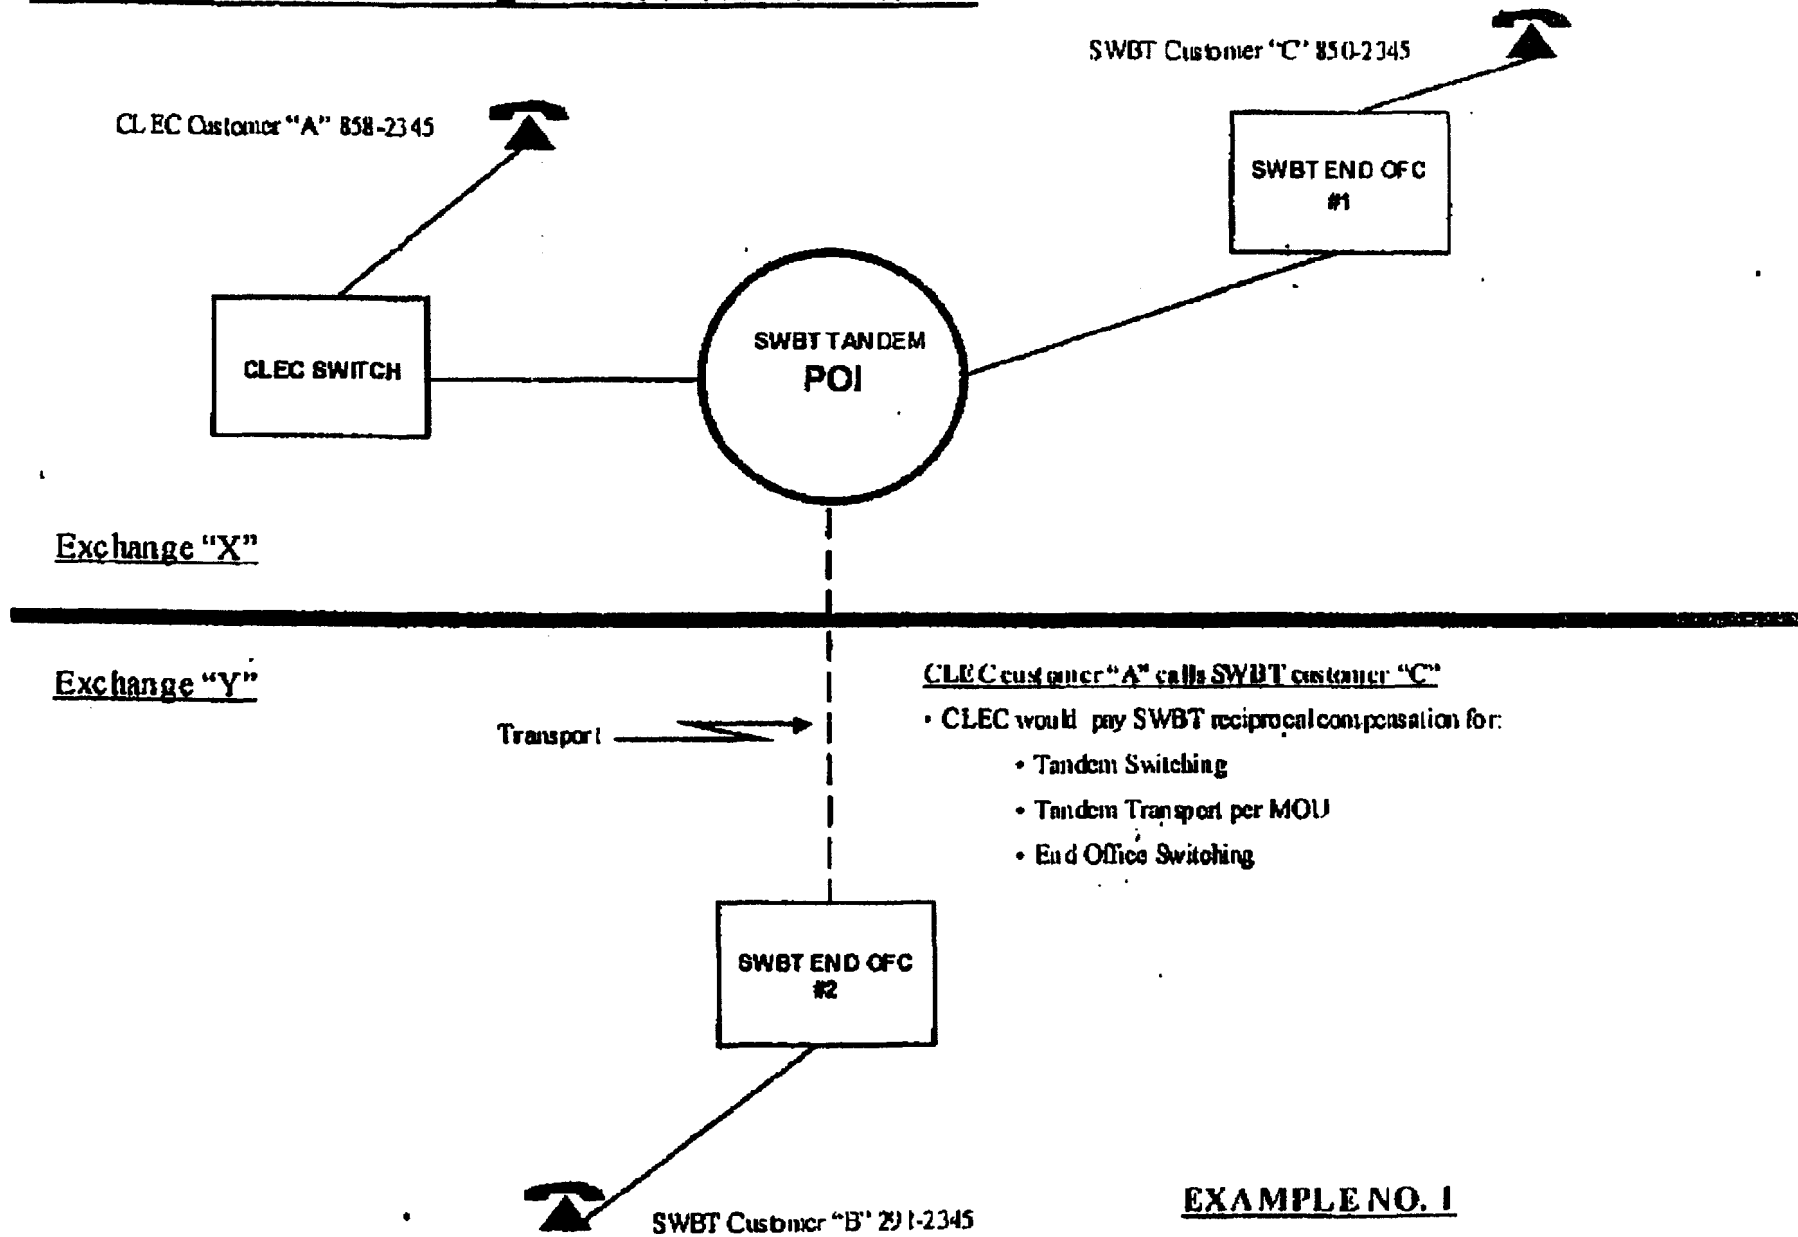 SWBT Customer "C" 850-2345
CLEC Customer "A" 858-2345
SWBT END OFC
#1
SWBT TANDEM
POI
CLEC SWITCH
Exchange "X"
Exchange "Y"
CLEC customer "A" calls SWBT customer "C"
• CLEC would pay SWBT reciprocal compensation for:
Transport
• Tandem Switching
• Tandem Transport per MOU
• End Office Switching
SWBT END OFC
#2
EXAMPLE NO. 1
SWBT Customer "B" 291-2345